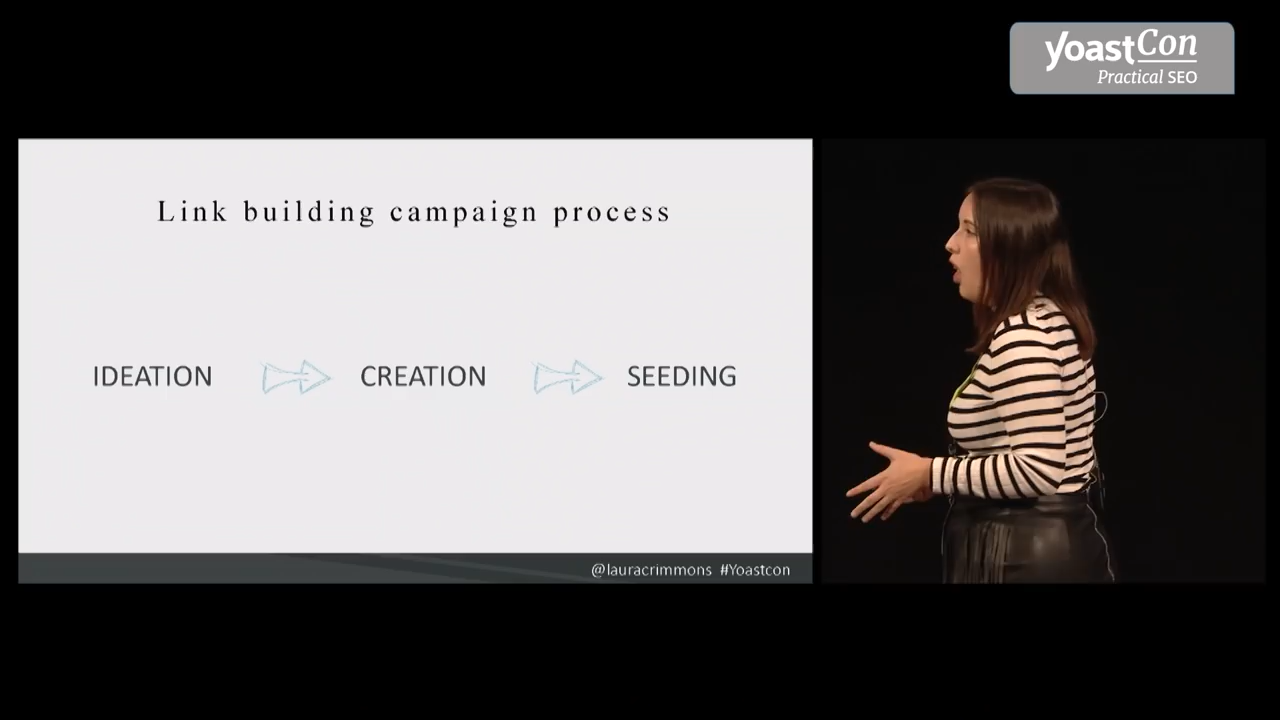 yoastCon
Practical SEO
Link building campaign process
IDEATION
CREATION
SEEDING
@lauracrimmons #Yoastcon